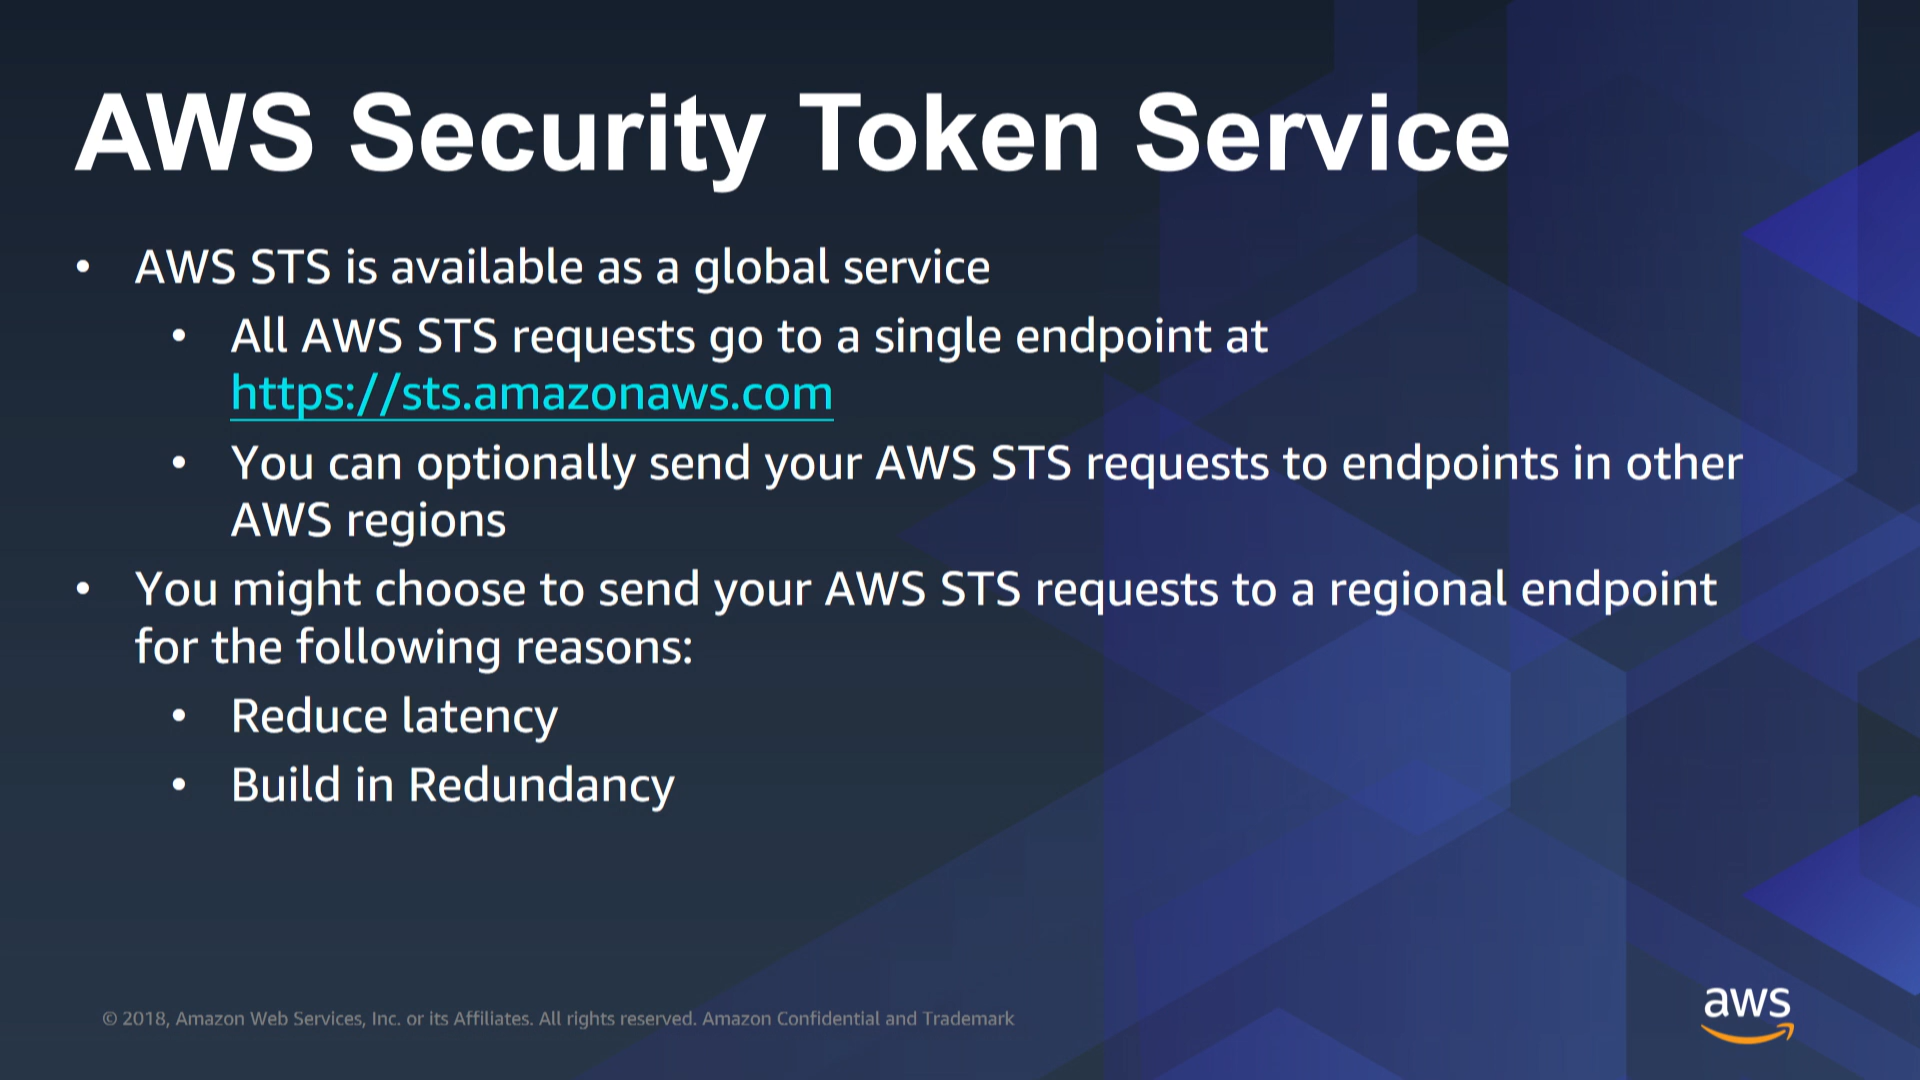 AWS Security Token Service
• AWS STS is available as a global service
• All AWS STS requests go to a single endpoint at
https://sts.amazonaws.com
• You can optionally send your AWS STS requests to endpoints in other
AWS regions
• You might choose to send your AWS STS requests to a regional endpoint
for the following reasons:
• Reduce latency
• Build in Redundancy
© 2018, Amazon Web Services, Inc. or its Affiliates. All rights reserved. Amazon Confidential and Trademark
aws